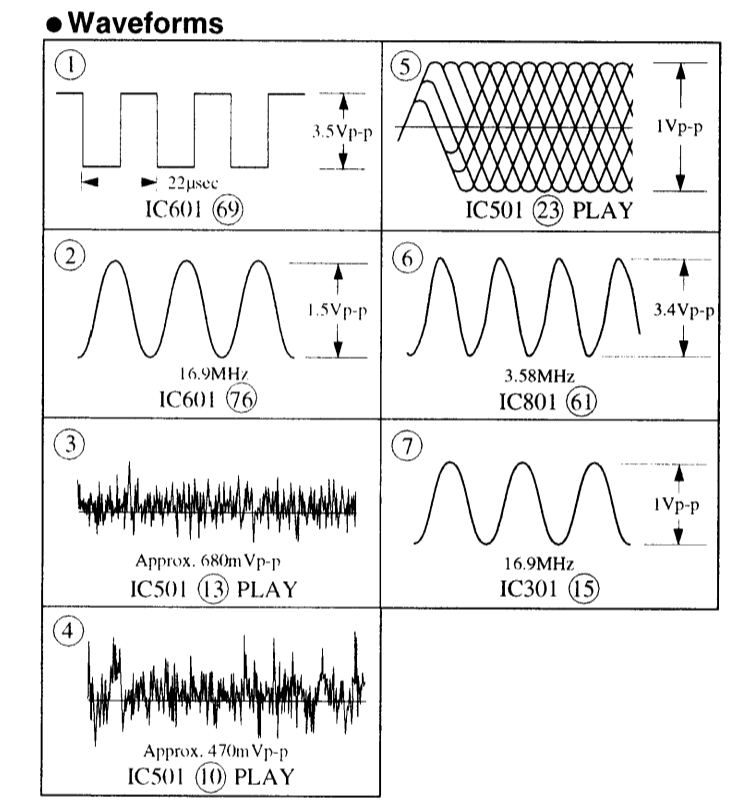 ● Waveforms
①
3.5Vp-p
22µsec
IC601 (69)
②
1.5Vp-p
16.9MHz
IC601 (76)
③
Approx. 680mVp-p
IC501 (13) PLAY
④
Approx. 470mVp-p
IC501 (10) PLAY
⑤
1Vp-p
IC501 (23) PLAY
⑥
3.4Vp-p
3.58MHz
IC801 (61)
⑦
1Vp-p
16.9MHz
IC301 (15)